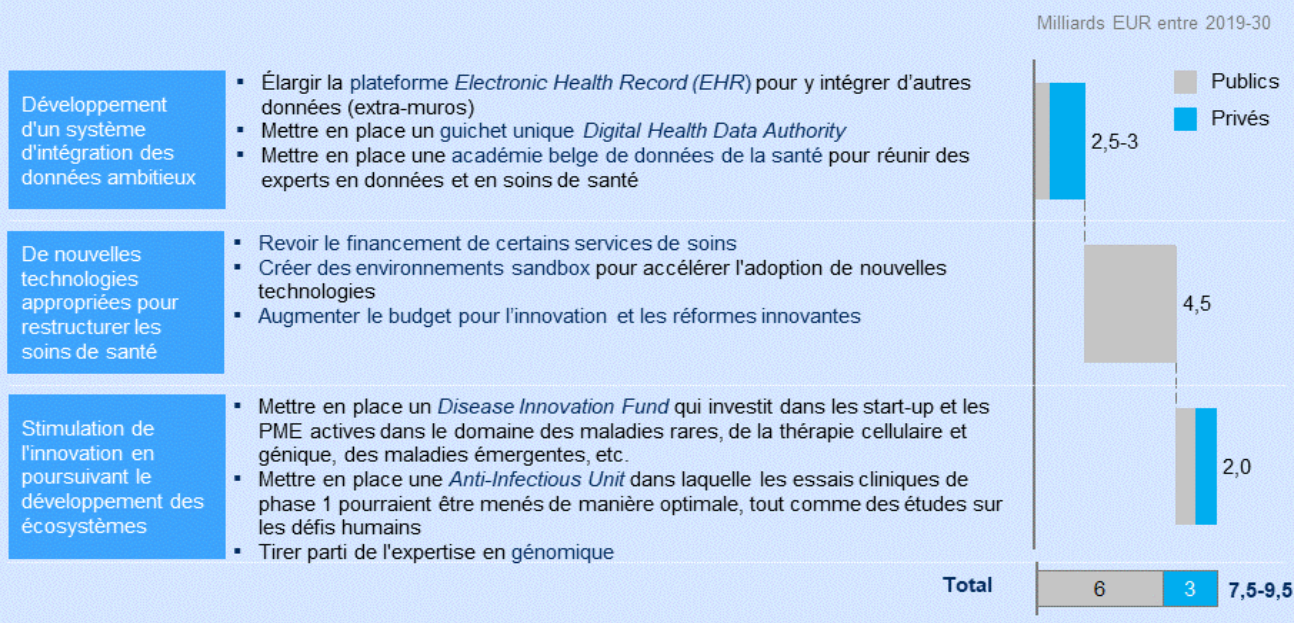 Milliards EUR entre 2019-30
Publics
Privés
Développement
d'un système
d'intégration des
données ambitieux
▪ Élargir la plateforme Electronic Health Record (EHR) pour y intégrer d'autres
données (extra-muros)
▪ Mettre en place un guichet unique Digital Health Data Authority
▪ Mettre en place une académie belge de données de la santé pour réunir des
experts en données et en soins de santé
2,5-3
De nouvelles
technologies
appropriées pour
restructurer les
soins de santé
▪ Revoir le financement de certains services de soins
▪ Créer des environnements sandbox pour accélérer l'adoption de nouvelles
technologies
▪ Augmenter le budget pour l'innovation et les réformes innovantes
4,5
Stimulation de
l'innovation en
poursuivant le
développement des
écosystèmes
▪ Mettre en place un Disease Innovation Fund qui investit dans les start-up et les
PME actives dans le domaine des maladies rares, de la thérapie cellulaire et
génique, des maladies émergentes, etc.
▪ Mettre en place une Anti-Infectious Unit dans laquelle les essais cliniques de
phase 1 pourraient être menés de manière optimale, tout comme des études sur
les défis humains
▪ Tirer parti de l'expertise en génomique
2,0
Total
6
3
7,5-9,5